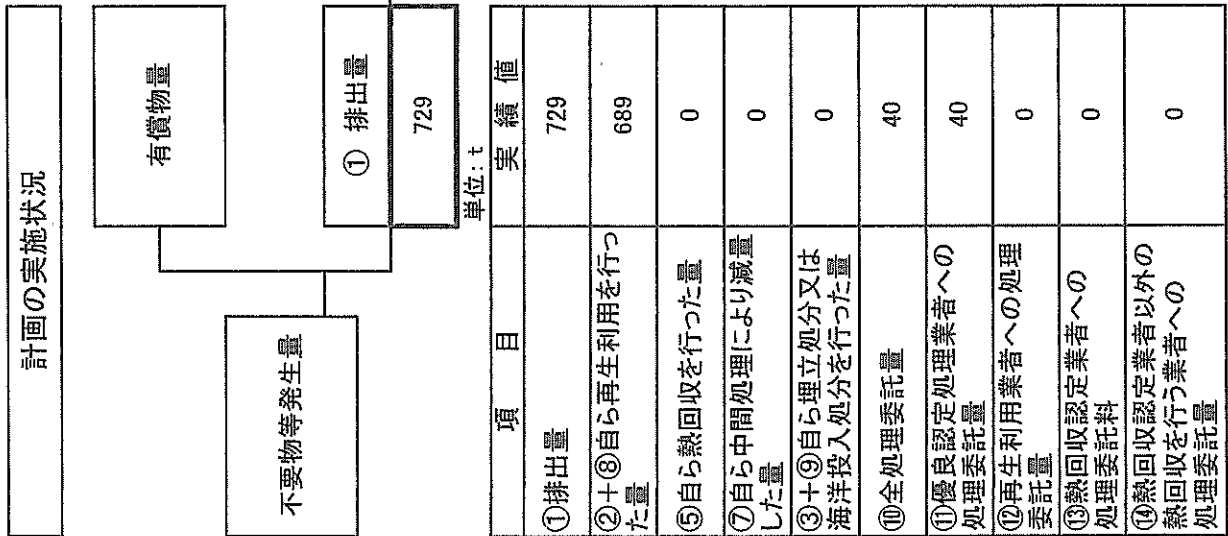 計画の実施状況
有償物量
不要物等発生量
① 排出量
729
単位: t
項 目
実 績 値
①排出量
729
②+⑧自ら再生利用を行っ
た量
689
⑤自ら熱回収を行った量
0
⑦自ら中間処理により減量
した量
0
③+⑨自ら埋立処分又は
海洋投入処分を行った量
0
⑩全処理委託量
40
⑪優良認定処理業者への
処理委託量
40
⑫再生利用業者への処理
委託量
0
⑬熱回収認定業者への
処理委託料
0
⑭熱回収認定業者以外の
熱回収を行う業者への
処理委託量
0